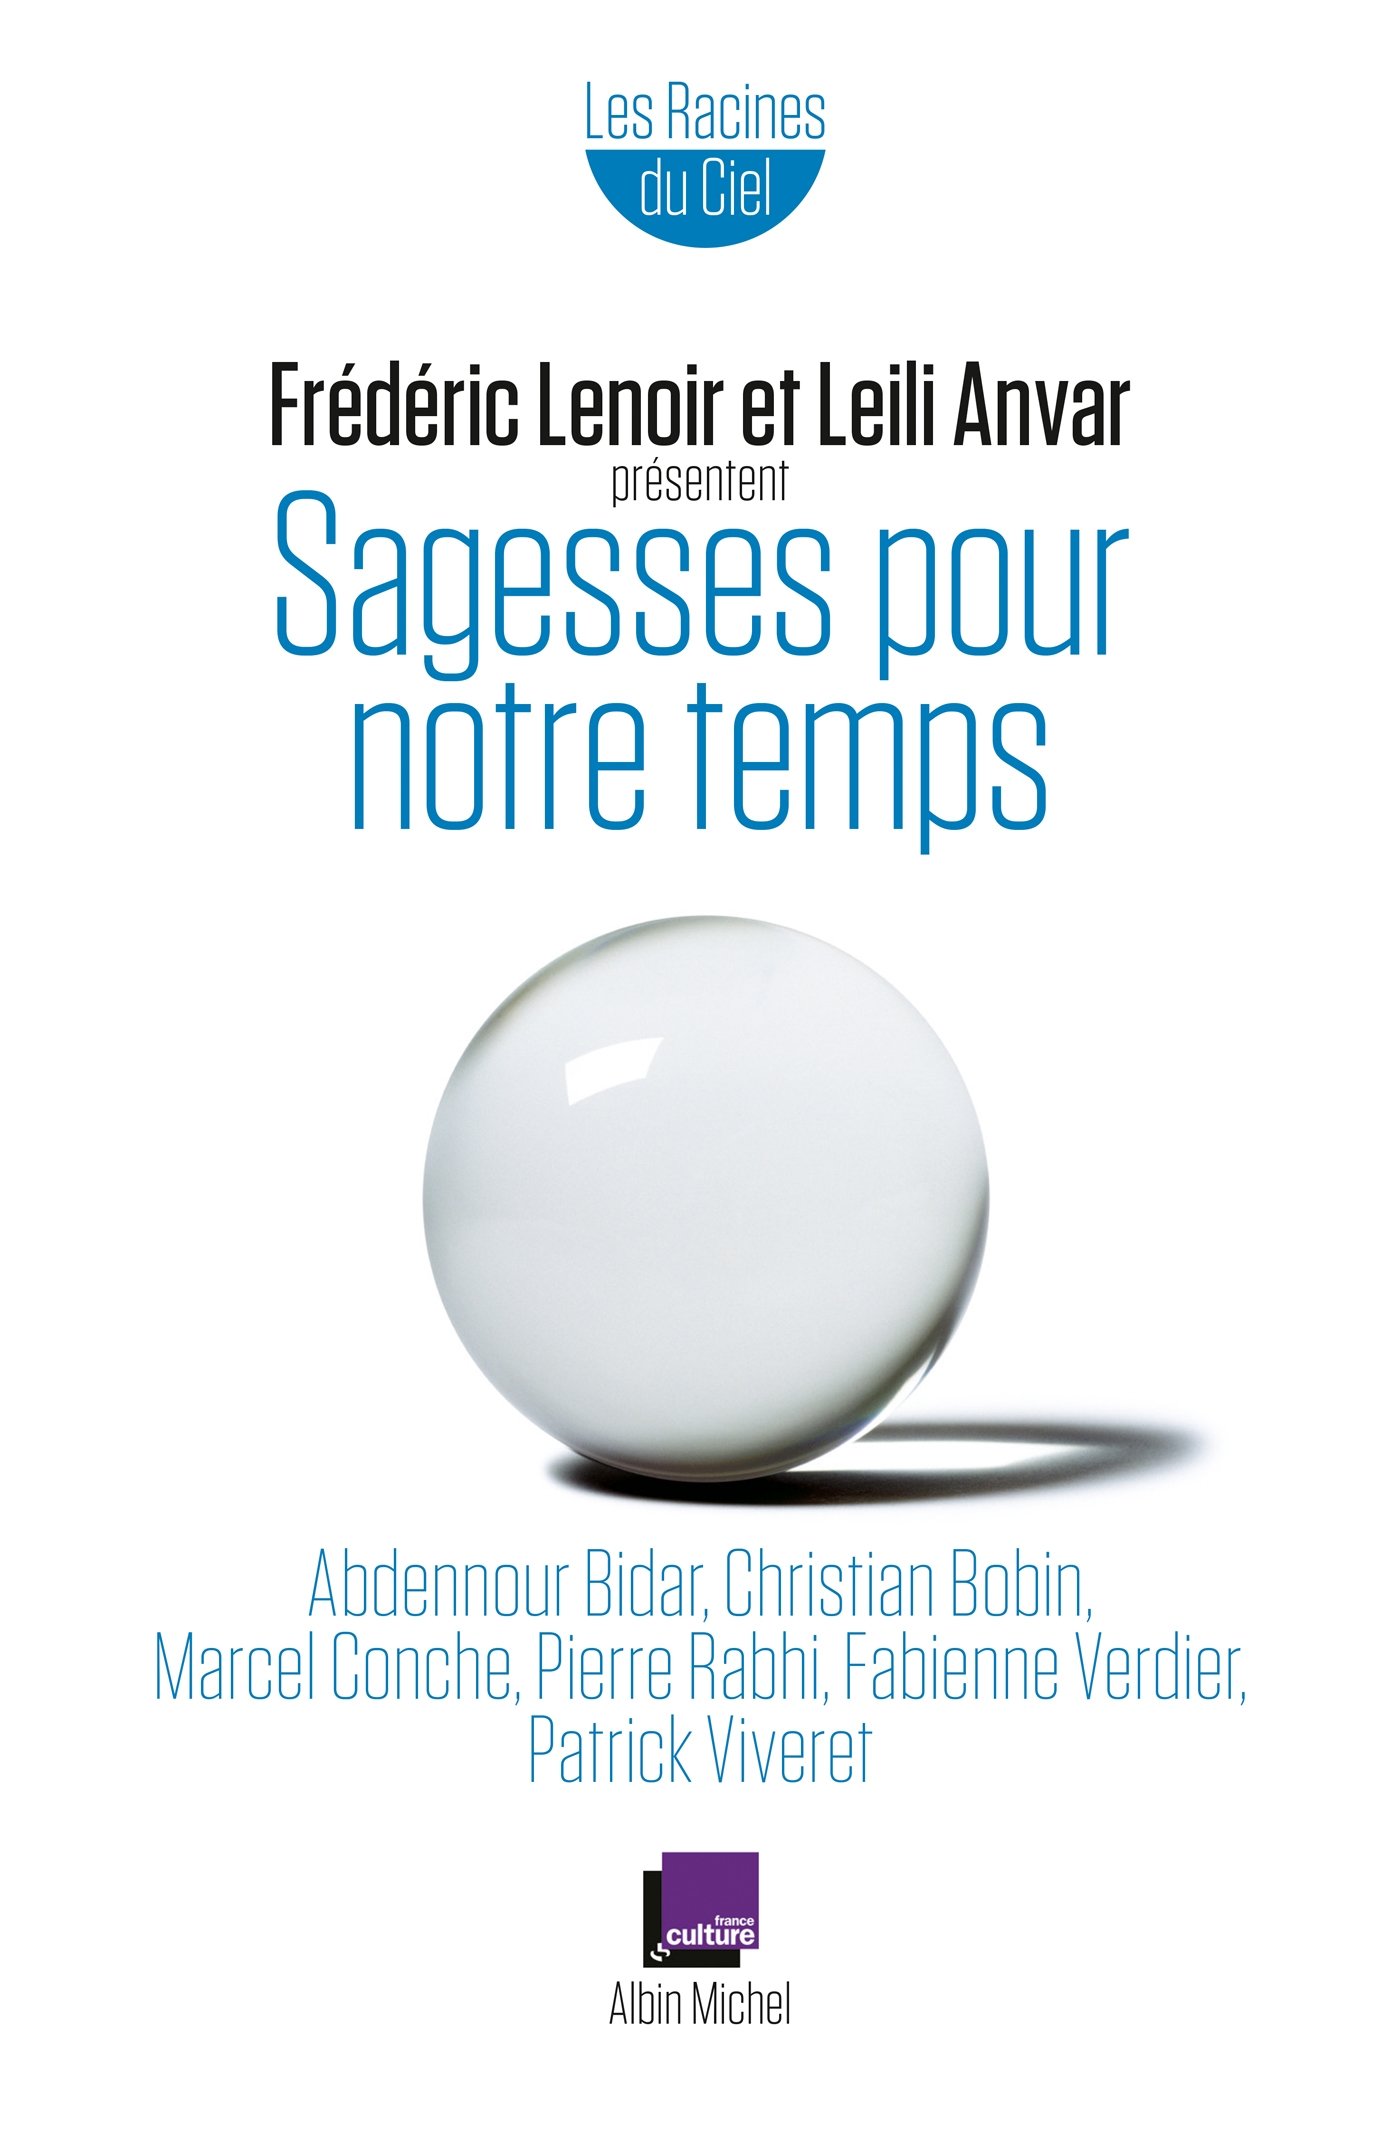 Les Racines
du Ciel
Frédéric Lenoir et Leili Anvar
présentent
Sagesses pour
notre temps
Abdennour Bidar, Christian Bobin,
Marcel Conche, Pierre Rabhi, Fabienne Verdier,
Patrick Viveret
france
culture
Albin Michel